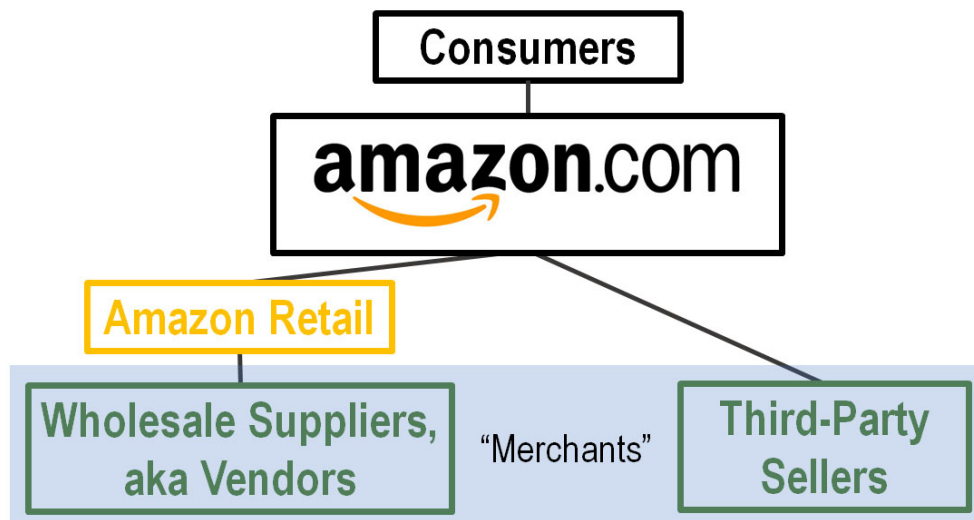 Consumers
amazon.com
Amazon Retail
Wholesale Suppliers,
aka Vendors
“Merchants”
Third-Party
Sellers